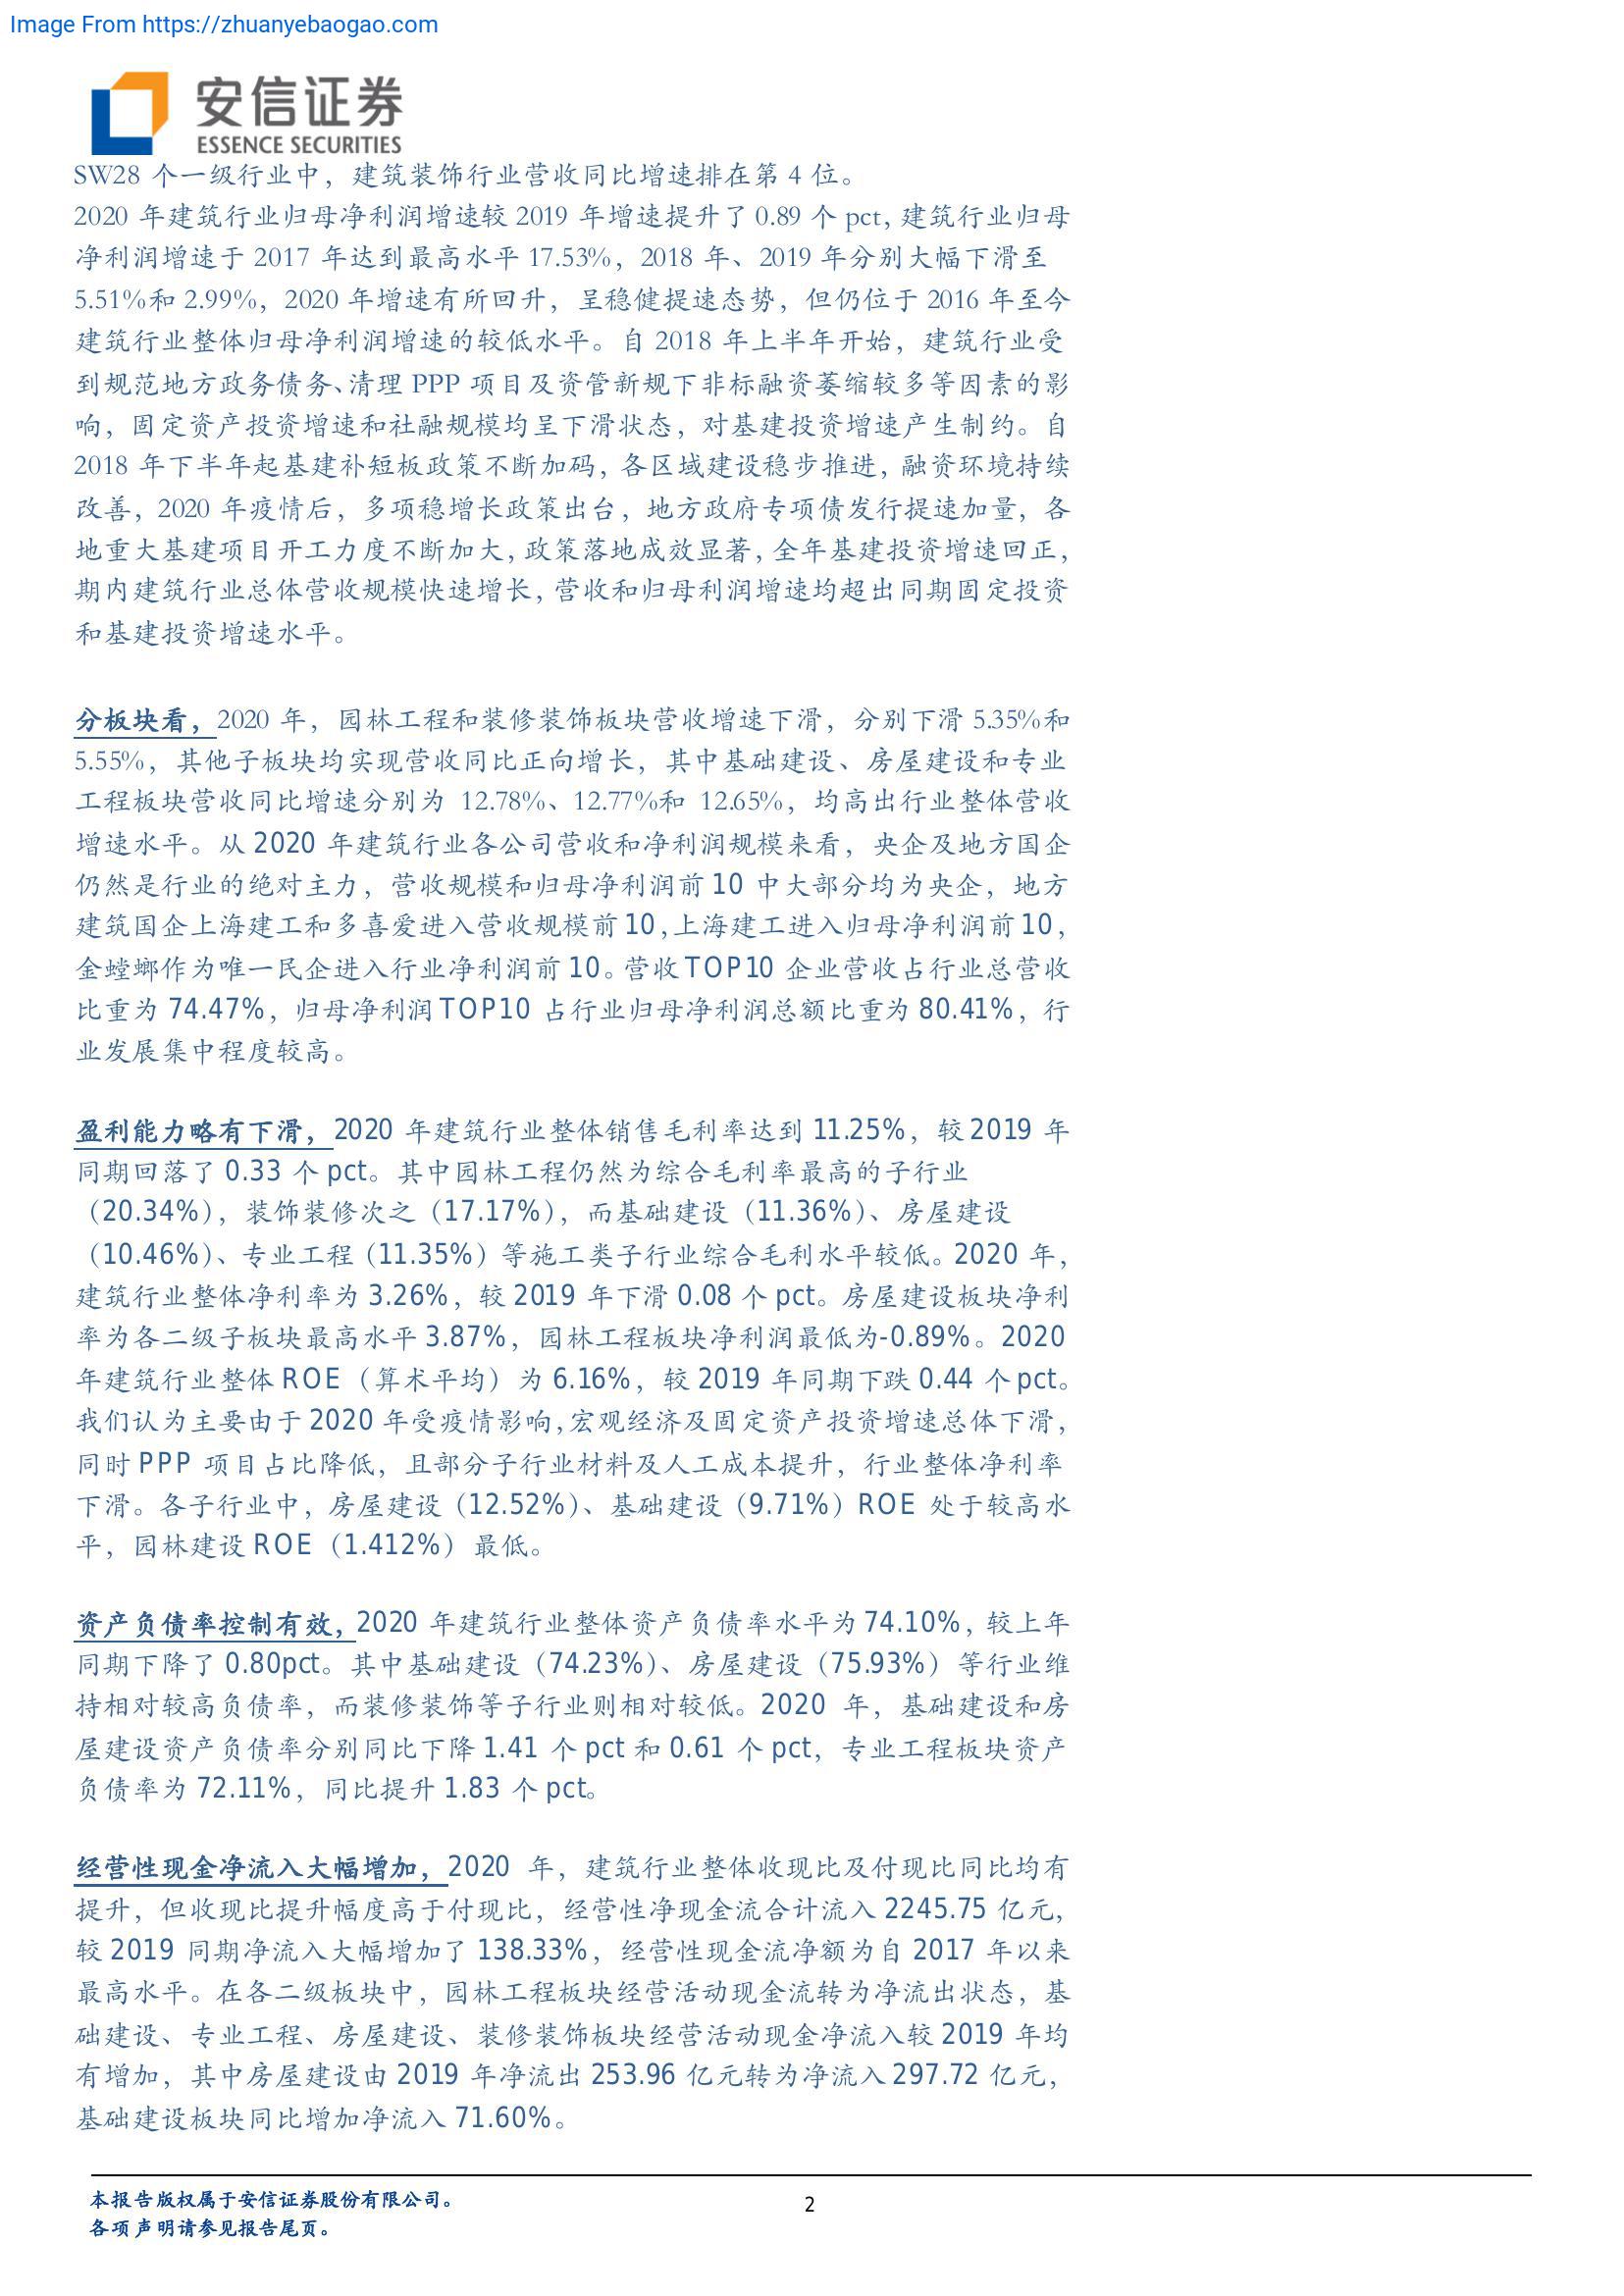 Image From https://zhuanyebaogao.com
安信证券
ESSENCE SECURITIES
SW28 个一级行业中，建筑装饰行业营收同比增速排在第 4 位。
2020 年建筑行业归母净利润增速较 2019 年增速提升了 0.89 个 pct，建筑行业归母
净利润增速于 2017 年达到最高水平 17.53%，2018 年、2019 年分别大幅下滑至
5.51%和 2.99%，2020 年增速有所回升，呈稳健提速态势，但仍位于 2016 年至今
建筑行业整体归母净利润增速的较低水平。自 2018 年上半年开始，建筑行业受
到规范地方政务债务、清理 PPP 项目及资管新规下非标融资萎缩较多等因素的影
响，固定资产投资增速和社融规模均呈下滑状态，对基建投资增速产生制约。自
2018 年下半年起基建补短板政策不断加码，各区域建设稳步推进，融资环境持续
改善，2020 年疫情后，多项稳增长政策出台，地方政府专项债发行提速加量，各
地重大基建项目开工力度不断加大，政策落地成效显著，全年基建投资增速回正，
期内建筑行业总体营收规模快速增长，营收和归母利润增速均超出同期固定投资
和基建投资增速水平。
分板块看，2020 年，园林工程和装修装饰板块营收增速下滑，分别下滑 5.35%和
5.55%，其他子板块均实现营收同比正向增长，其中基础建设、房屋建设和专业
工程板块营收同比增速分别为 12.78%、12.77%和 12.65%，均高出行业整体营收
增速水平。从 2020 年建筑行业各公司营收和净利润规模来看，央企及地方国企
仍然是行业的绝对主力，营收规模和归母净利润前 10 中大部分均为央企，地方
建筑国企上海建工和多喜爱进入营收规模前 10，上海建工进入归母净利润前 10，
金螳螂作为唯一民企进入行业净利润前 10。营收 TOP10 企业营收占行业总营收
比重为 74.47%，归母净利润 TOP10 占行业归母净利润总额比重为 80.41%，行
业发展集中程度较高。
盈利能力略有下滑，2020 年建筑行业整体销售毛利率达到 11.25%，较 2019 年
同期回落了 0.33 个 pct。其中园林工程仍然为综合毛利率最高的子行业
（20.34%），装饰装修次之（17.17%），而基础建设（11.36%）、房屋建设
（10.46%）、专业工程（11.35%）等施工类子行业综合毛利水平较低。2020 年，
建筑行业整体净利率为 3.26%，较 2019 年下滑 0.08 个 pct。房屋建设板块净利
率为各二级子板块最高水平 3.87%，园林工程板块净利润最低为-0.89%。2020
年建筑行业整体 ROE（算术平均）为 6.16%，较 2019 年同期下跌 0.44 个 pct。
我们认为主要由于 2020 年受疫情影响，宏观经济及固定资产投资增速总体下滑，
同时 PPP 项目占比降低，且部分子行业材料及人工成本提升，行业整体净利率
下滑。各子行业中，房屋建设（12.52%）、基础建设（9.71%）ROE 处于较高水
平，园林建设 ROE（1.412%）最低。
资产负债率控制有效，2020 年建筑行业整体资产负债率水平为 74.10%，较上年
同期下降了 0.80pct。其中基础建设（74.23%）、房屋建设（75.93%）等行业维
持相对较高负债率，而装修装饰等子行业则相对较低。2020 年，基础建设和房
屋建设资产负债率分别同比下降 1.41 个 pct 和 0.61 个 pct，专业工程板块资产
负债率为 72.11%，同比提升 1.83 个 pct。
经营性现金净流入大幅增加，2020 年，建筑行业整体收现比及付现比同比均有
提升，但收现比提升幅度高于付现比，经营性净现金流合计流入 2245.75 亿元，
较 2019 同期净流入大幅增加了 138.33%，经营性现金流净额为自 2017 年以来
最高水平。在各二级板块中，园林工程板块经营活动现金流转为净流出状态，基
础建设、专业工程、房屋建设、装修装饰板块经营活动现金净流入较 2019 年均
有增加，其中房屋建设由 2019 年净流出 253.96 亿元转为净流入 297.72 亿元，
基础建设板块同比增加净流入 71.60%。
本报告版权属于安信证券股份有限公司。
2
各项声明请参见报告尾页。